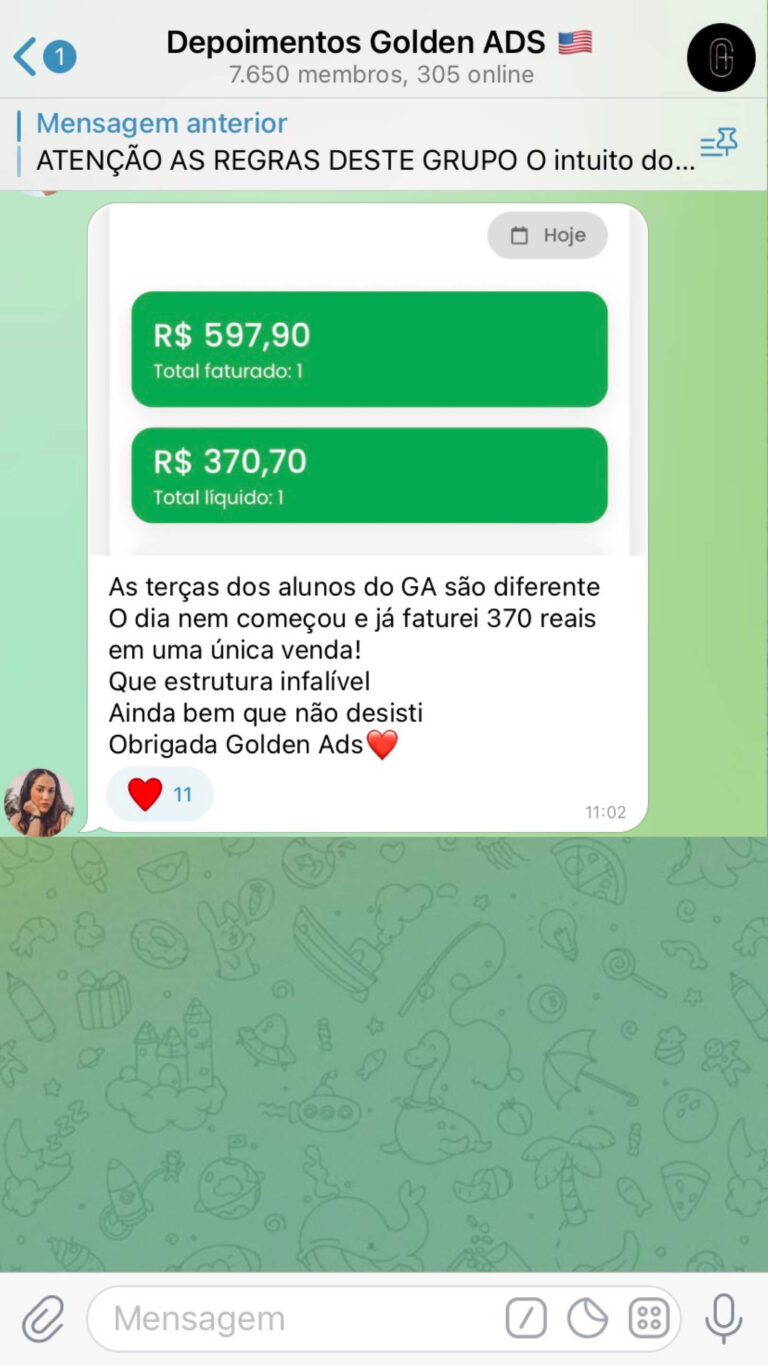 1
Depoimentos Golden ADS 🇺🇸
7.650 membros, 305 online
Mensagem anterior
ATENÇÃO AS REGRAS DESTE GRUPO O intuito do...
Hoje
R$ 597,90
Total faturado: 1
R$ 370,70
Total líquido: 1
As terças dos alunos do GA são diferente
O dia nem começou e já faturei 370 reais
em uma única venda!
Que estrutura infalível
Ainda bem que não desisti
Obrigada Golden Ads❤️
❤️ 11
11:02
Mensagem